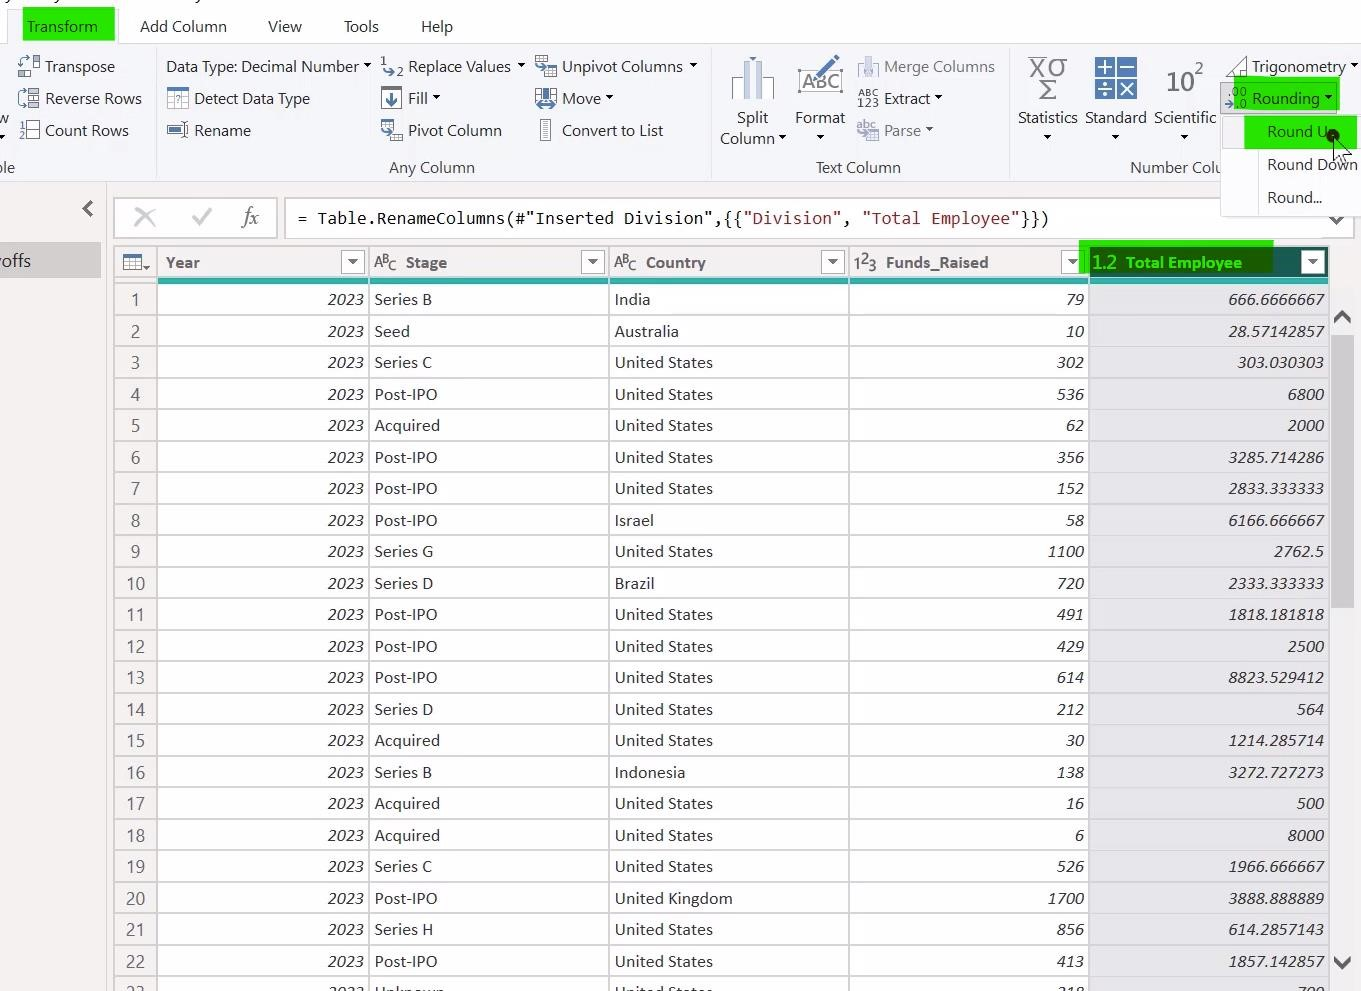 Transform Add Column View Tools Help
Transpose Data Type: Decimal Number Replace Values Unpivot Columns Merge Columns Trigonometry
Reverse Rows Detect Data Type Fill Move Extract Rounding
Count Rows Rename Pivot Column Convert to List Split Column Format Parse Statistics Standard Scientific
Round U
Round Down
Round...
Any Column Text Column Number Colu
= Table.RenameColumns(#"Inserted Division",{{"Division", "Total Employee"}})
offs
Year Stage Country Funds_Raised 1.2 Total Employee
1 2023 Series B India 79 666.6666667
2 2023 Seed Australia 10 28.57142857
3 2023 Series C United States 302 303.030303
4 2023 Post-IPO United States 536 6800
5 2023 Acquired United States 62 2000
6 2023 Post-IPO United States 356 3285.714286
7 2023 Post-IPO United States 152 2833.333333
8 2023 Post-IPO Israel 58 6166.666667
9 2023 Series G United States 1100 2762.5
10 2023 Series D Brazil 720 2333.333333
11 2023 Post-IPO United States 491 1818.181818
12 2023 Post-IPO United States 429 2500
13 2023 Post-IPO United States 614 8823.529412
14 2023 Series D United States 212 564
15 2023 Acquired United States 30 1214.285714
16 2023 Series B Indonesia 138 3272.727273
17 2023 Acquired United States 16 500
18 2023 Acquired United States 6 8000
19 2023 Series C United States 526 1966.666667
20 2023 Post-IPO United Kingdom 1700 3888.888889
21 2023 Series H United States 856 614.2857143
22 2023 Post-IPO United States 413 1857.142857